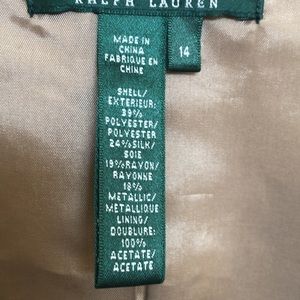 RALPH LAUREN
14
MADE IN
CHINA
FABRIQUE EN
CHINE
SHELL/
EXTERIEUR:
39%
POLYESTER/
POLYESTER
24%SILK/
SOIE
19%RAYON/
RAYONNE
18%
METALLIC/
METALLIQUE
LINING/
DOUBLURE:
100%
ACETATE/
ACETATE